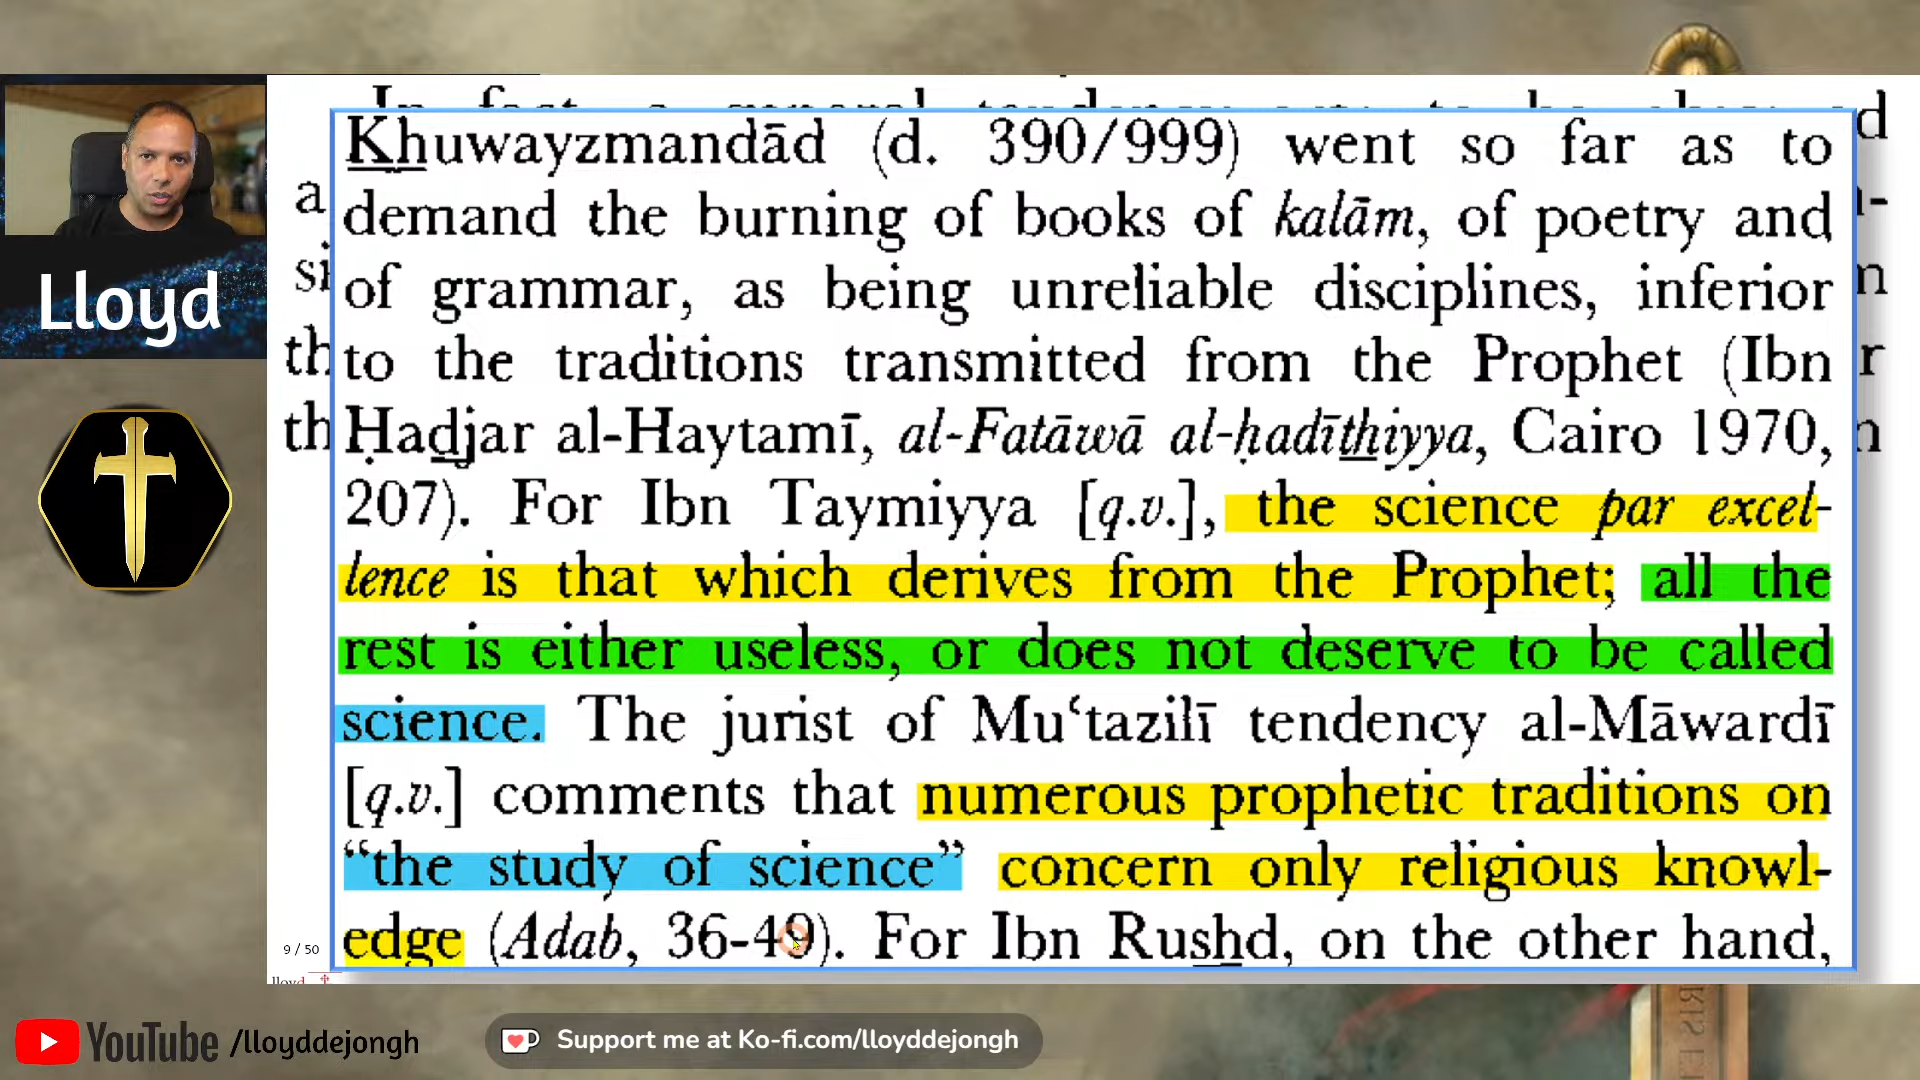 Khuwayzmandād (d. 390/999) went so far as to
demand the burning of books of kalām, of poetry and
of grammar, as being unreliable disciplines, inferior
to the traditions transmitted from the Prophet (Ibn
Ḥadjar al-Haytamī, al-Fatāwā al-ḥadīthiyya, Cairo 1970,
207). For Ibn Taymiyya [q.v.], the science par excel-
lence is that which derives from the Prophet; all the
rest is either useless, or does not deserve to be called
science. The jurist of Muʿtazilī tendency al-Māwardī
[q.v.] comments that numerous prophetic traditions on
“the study of science” concern only religious knowl-
edge (Adab, 36-49). For Ibn Rushd, on the other hand,
Lloyd
9 / 50
lloyd
YouTube /lloyddejongh
Support me at Ko-fi.com/lloyddejongh